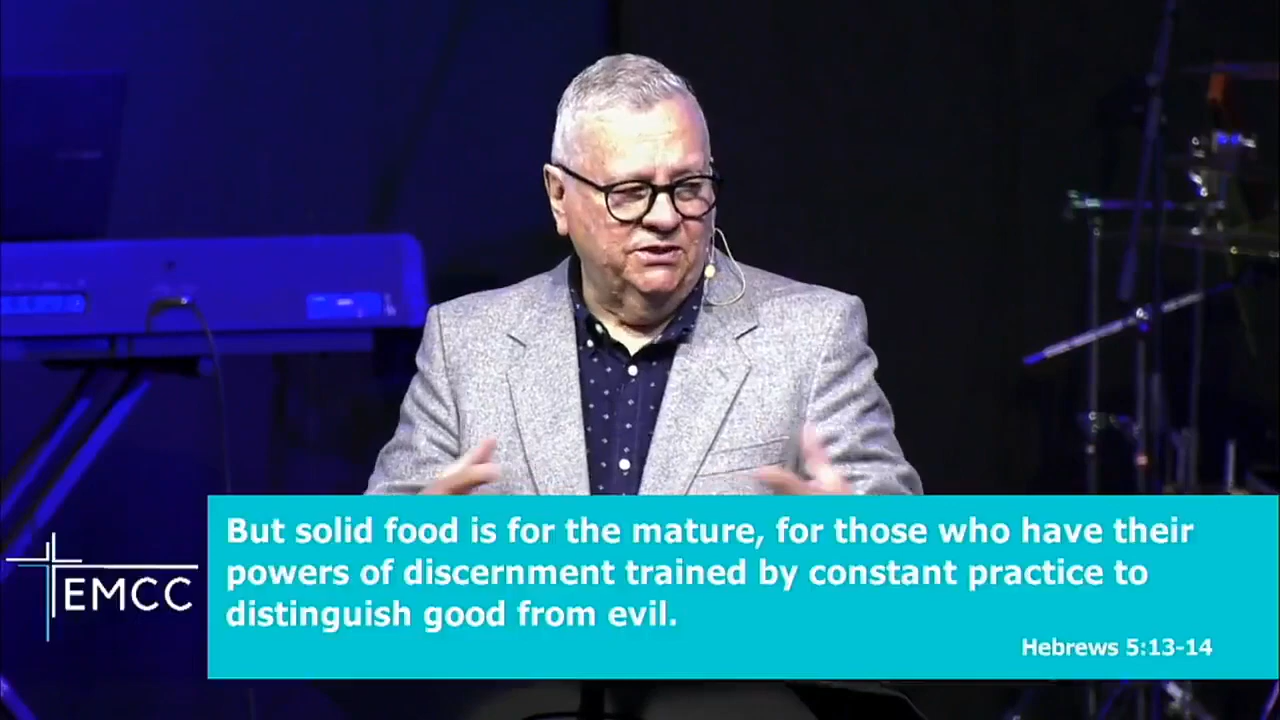 But solid food is for the mature, for those who have their
powers of discernment trained by constant practice to
distinguish good from evil.
Hebrews 5:13-14
EMCC